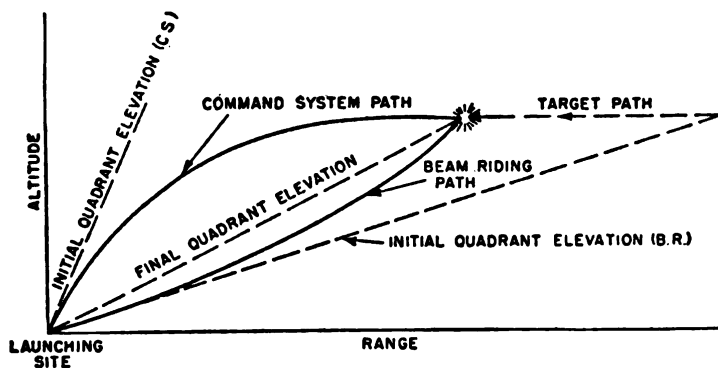 INITIAL QUADRANT ELEVATION (CS)
COMMAND SYSTEM PATH
TARGET PATH
ALTITUDE
FINAL QUADRANT ELEVATION
BEAM RIDING
PATH
INITIAL QUADRANT ELEVATION (B.R.)
LAUNCHING
SITE
RANGE